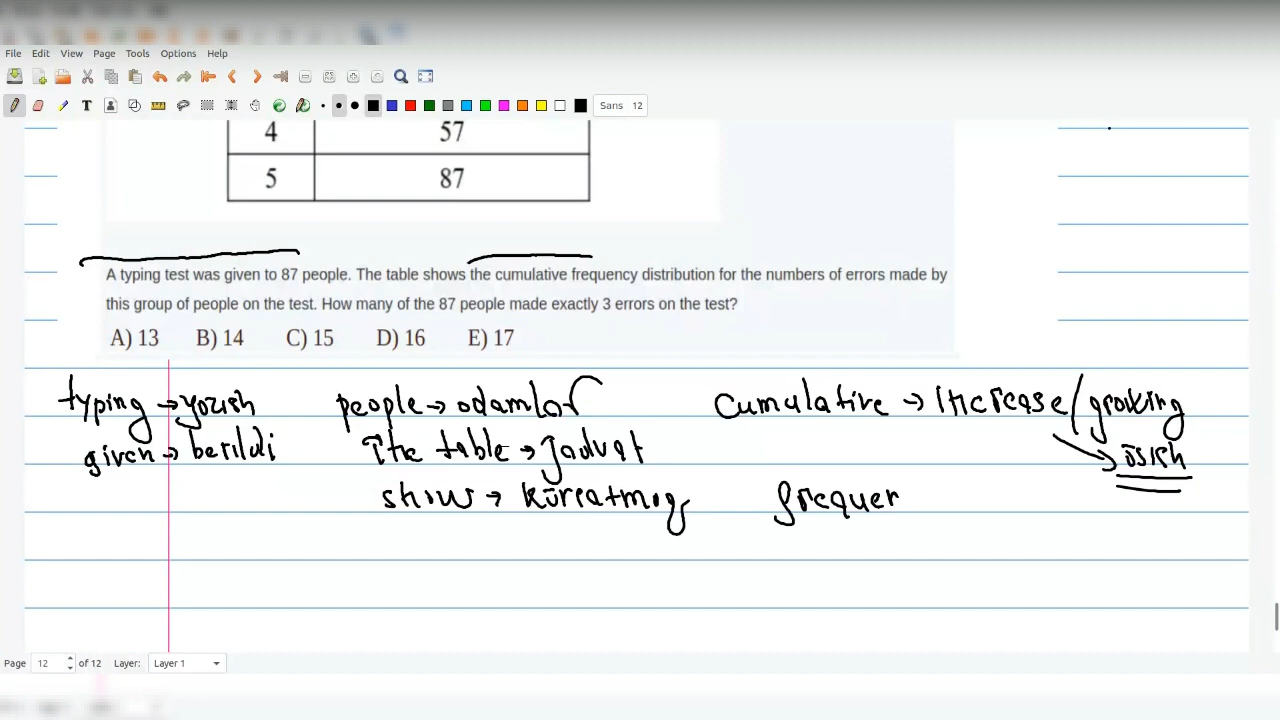 File Edit View Page Tools Options Help
Sans 12
4 57
5 87
A typing test was given to 87 people. The table shows the cumulative frequency distribution for the numbers of errors made by
this group of people on the test. How many of the 87 people made exactly 3 errors on the test?
A) 13 B) 14 C) 15 D) 16 E) 17
typing → yozish people → odamlar cumulative → increase / growing
given → berildi The table → jadval → o'sish
show → ko'rsatmoq frequen
Page 12 of 12 Layer: Layer 1